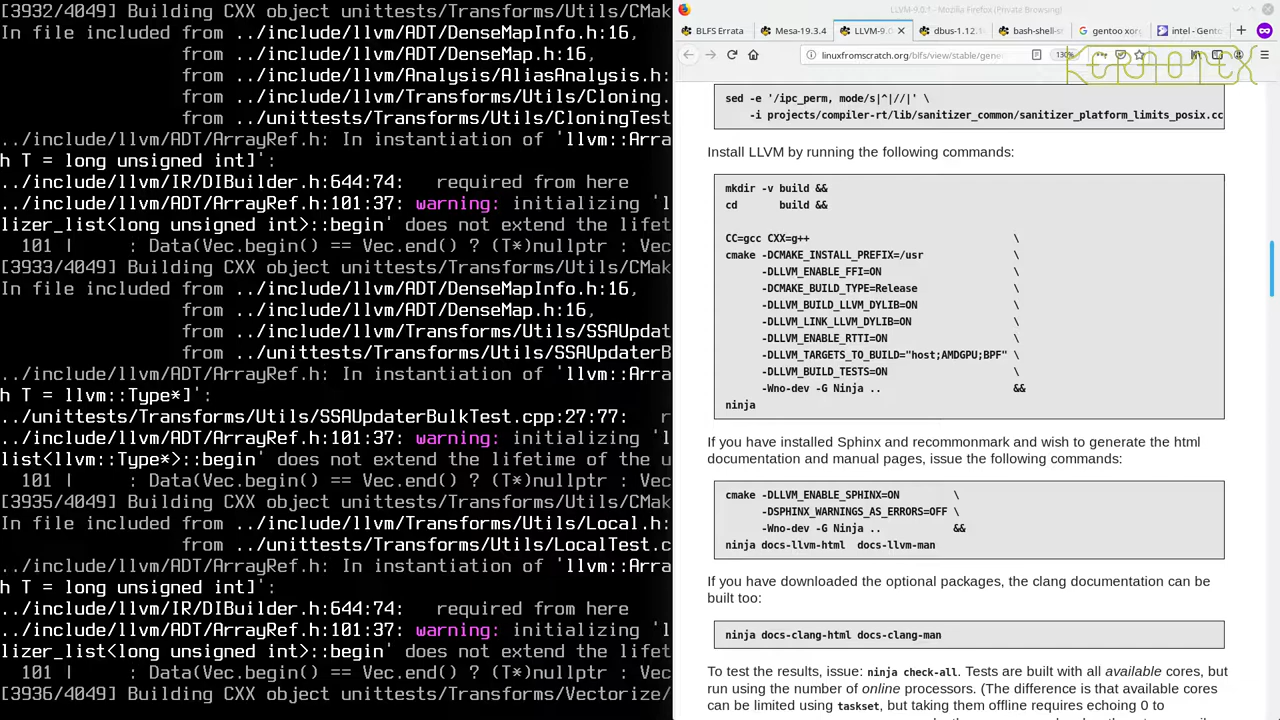 [3932/4049] Building CXX object unittests/Transforms/Utils/CMak
In file included from ../include/llvm/ADT/DenseMapInfo.h:16,
from ../include/llvm/ADT/DenseMap.h:16,
from ../include/llvm/Analysis/AliasAnalysis.h:
from ../include/llvm/Transforms/Utils/Cloning.
from ../unittests/Transforms/Utils/CloningTest
../include/llvm/ADT/ArrayRef.h: In instantiation of 'llvm::Arra
h T = long unsigned int]':
../include/llvm/IR/DIBuilder.h:644:74:   required from here
../include/llvm/ADT/ArrayRef.h:101:37: warning: initializing 'l
lizer_list<long unsigned int>::begin' does not extend the lifet
101 |      : Data(Vec.begin() == Vec.end() ? (T*)nullptr : Vec
[3933/4049] Building CXX object unittests/Transforms/Utils/CMak
In file included from ../include/llvm/ADT/DenseMapInfo.h:16,
from ../include/llvm/ADT/DenseMap.h:16,
from ../include/llvm/Transforms/Utils/SSAUpdat
from ../unittests/Transforms/Utils/SSAUpdaterB
../include/llvm/ADT/ArrayRef.h: In instantiation of 'llvm::Arra
h T = llvm::Type*]':
../unittests/Transforms/Utils/SSAUpdaterBulkTest.cpp:27:77:   r
../include/llvm/ADT/ArrayRef.h:101:37: warning: initializing 'l
list<llvm::Type*>::begin' does not extend the lifetime of the u
101 |      : Data(Vec.begin() == Vec.end() ? (T*)nullptr : Vec
[3935/4049] Building CXX object unittests/Transforms/Utils/CMak
In file included from ../include/llvm/Transforms/Utils/Local.h:
from ../unittests/Transforms/Utils/LocalTest.c
../include/llvm/ADT/ArrayRef.h: In instantiation of 'llvm::Arra
h T = long unsigned int]':
../include/llvm/IR/DIBuilder.h:644:74:   required from here
../include/llvm/ADT/ArrayRef.h:101:37: warning: initializing 'l
lizer_list<long unsigned int>::begin' does not extend the lifet
101 |      : Data(Vec.begin() == Vec.end() ? (T*)nullptr : Vec
[3936/4049] Building CXX object unittests/Transforms/Vectorize/
LLVM-9.0.1 - Mozilla Firefox (Private Browsing)
BLFS Errata Mesa-19.3.4 LLVM-9.0. dbus-1.12.1 bash-shell-s gentoo xorg intel - Gento
linuxfromscratch.org/blfs/view/stable/gene 130%
sed -e '/ipc_perm, mode/s|^|//|' \
-i projects/compiler-rt/lib/sanitizer_common/sanitizer_platform_limits_posix.cc
Install LLVM by running the following commands:
mkdir -v build &&
cd       build &&
CC=gcc CXX=g++ \
cmake -DCMAKE_INSTALL_PREFIX=/usr \
-DLLVM_ENABLE_FFI=ON \
-DCMAKE_BUILD_TYPE=Release \
-DLLVM_BUILD_LLVM_DYLIB=ON \
-DLLVM_LINK_LLVM_DYLIB=ON \
-DLLVM_ENABLE_RTTI=ON \
-DLLVM_TARGETS_TO_BUILD="host;AMDGPU;BPF" \
-DLLVM_BUILD_TESTS=ON \
-Wno-dev -G Ninja .. &&
ninja
If you have installed Sphinx and recommonmark and wish to generate the html
documentation and manual pages, issue the following commands:
cmake -DLLVM_ENABLE_SPHINX=ON \
-DSPHINX_WARNINGS_AS_ERRORS=OFF \
-Wno-dev -G Ninja .. &&
ninja docs-llvm-html  docs-llvm-man
If you have downloaded the optional packages, the clang documentation can be
built too:
ninja docs-clang-html docs-clang-man
To test the results, issue: ninja check-all. Tests are built with all available cores, but
run using the number of online processors. (The difference is that available cores
can be limited using taskset, but taking them offline requires echoing 0 to